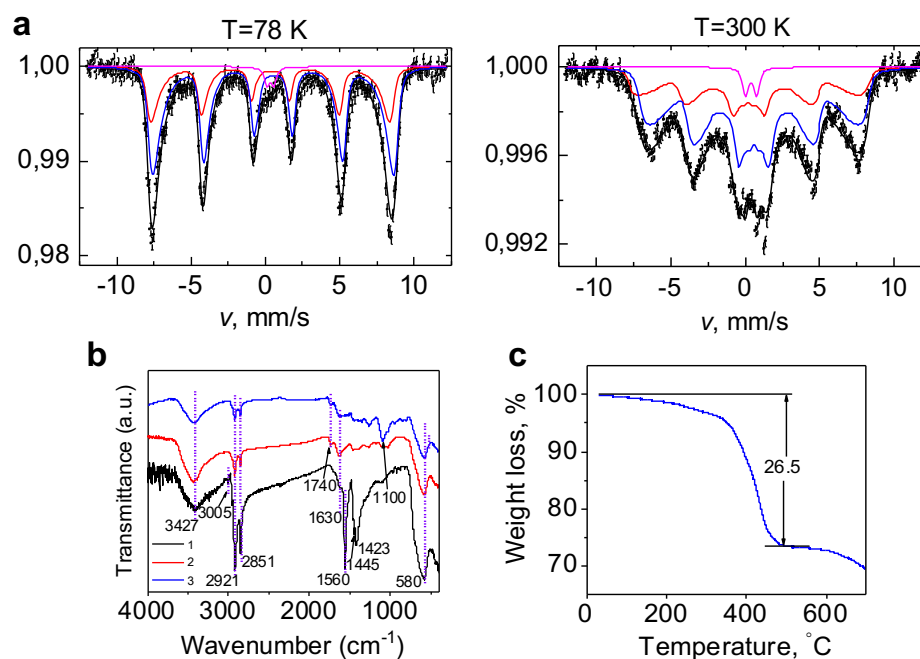 a
T=78 K
T=300 K
1,00
0,99
0,98
-10 -5 0 5 10
v, mm/s
1,000
0,996
0,992
-10 -5 0 5 10
v, mm/s
b
Transmittance (a.u.)
3427
3005
2921
2851
1740
1630
1560
1445
1423
1100
580
1
2
3
4000 3000 2000 1000
Wavenumber (cm-1)
c
Weight loss, %
100
90
80
70
26.5
0 200 400 600
Temperature, °C